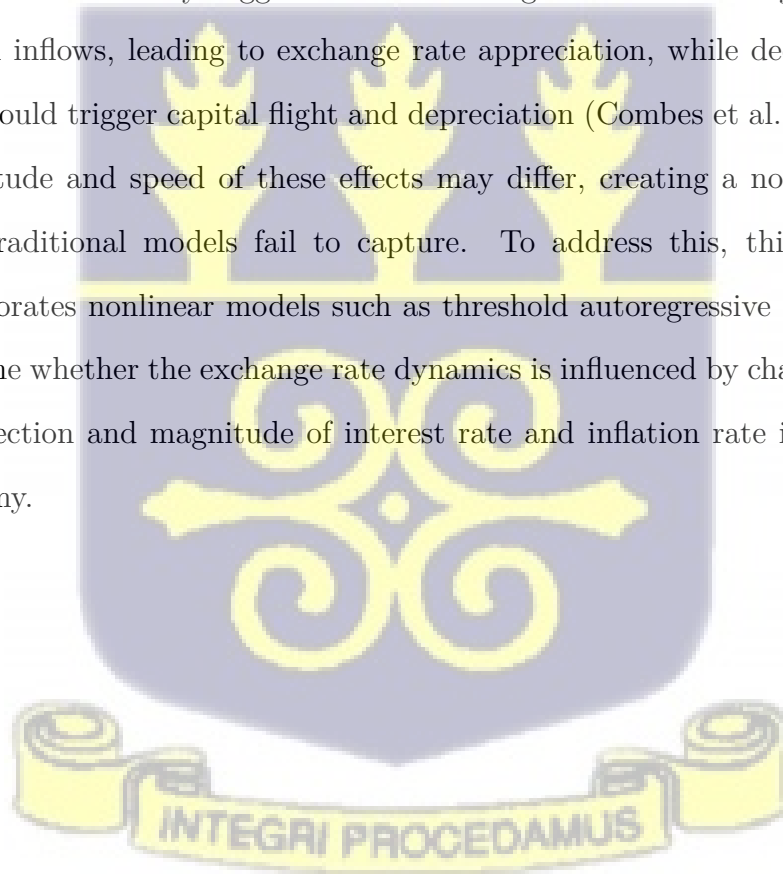 inflows, leading to exchange rate appreciation, while de
ould trigger capital flight and depreciation (Combes et al.
tude and speed of these effects may differ, creating a no
raditional models fail to capture. To address this, thi
orates nonlinear models such as threshold autoregressive
ne whether the exchange rate dynamics is influenced by cha
ection and magnitude of interest rate and inflation rate i
ny.
INTEGRI PROCEDAMUS